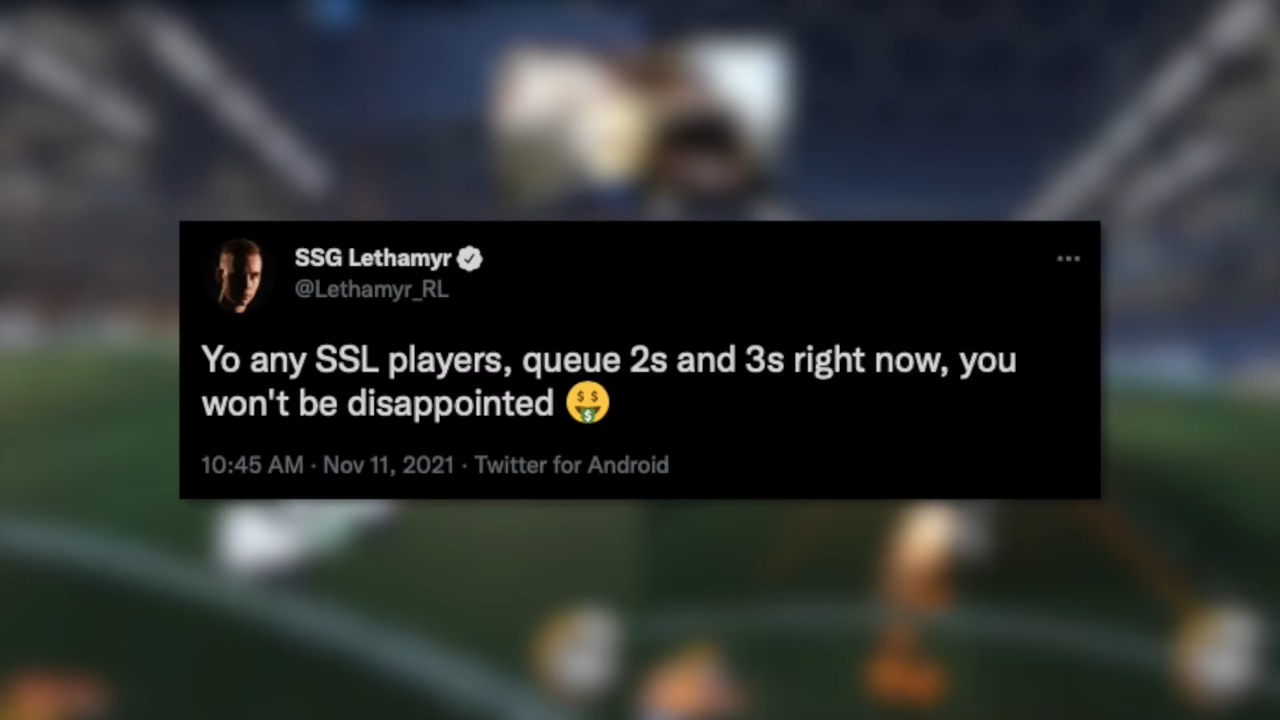 SSG Lethamyr
@Lethamyr_RL
Yo any SSL players, queue 2s and 3s right now, you
won't be disappointed 🤑
10:45 AM · Nov 11, 2021 · Twitter for Android